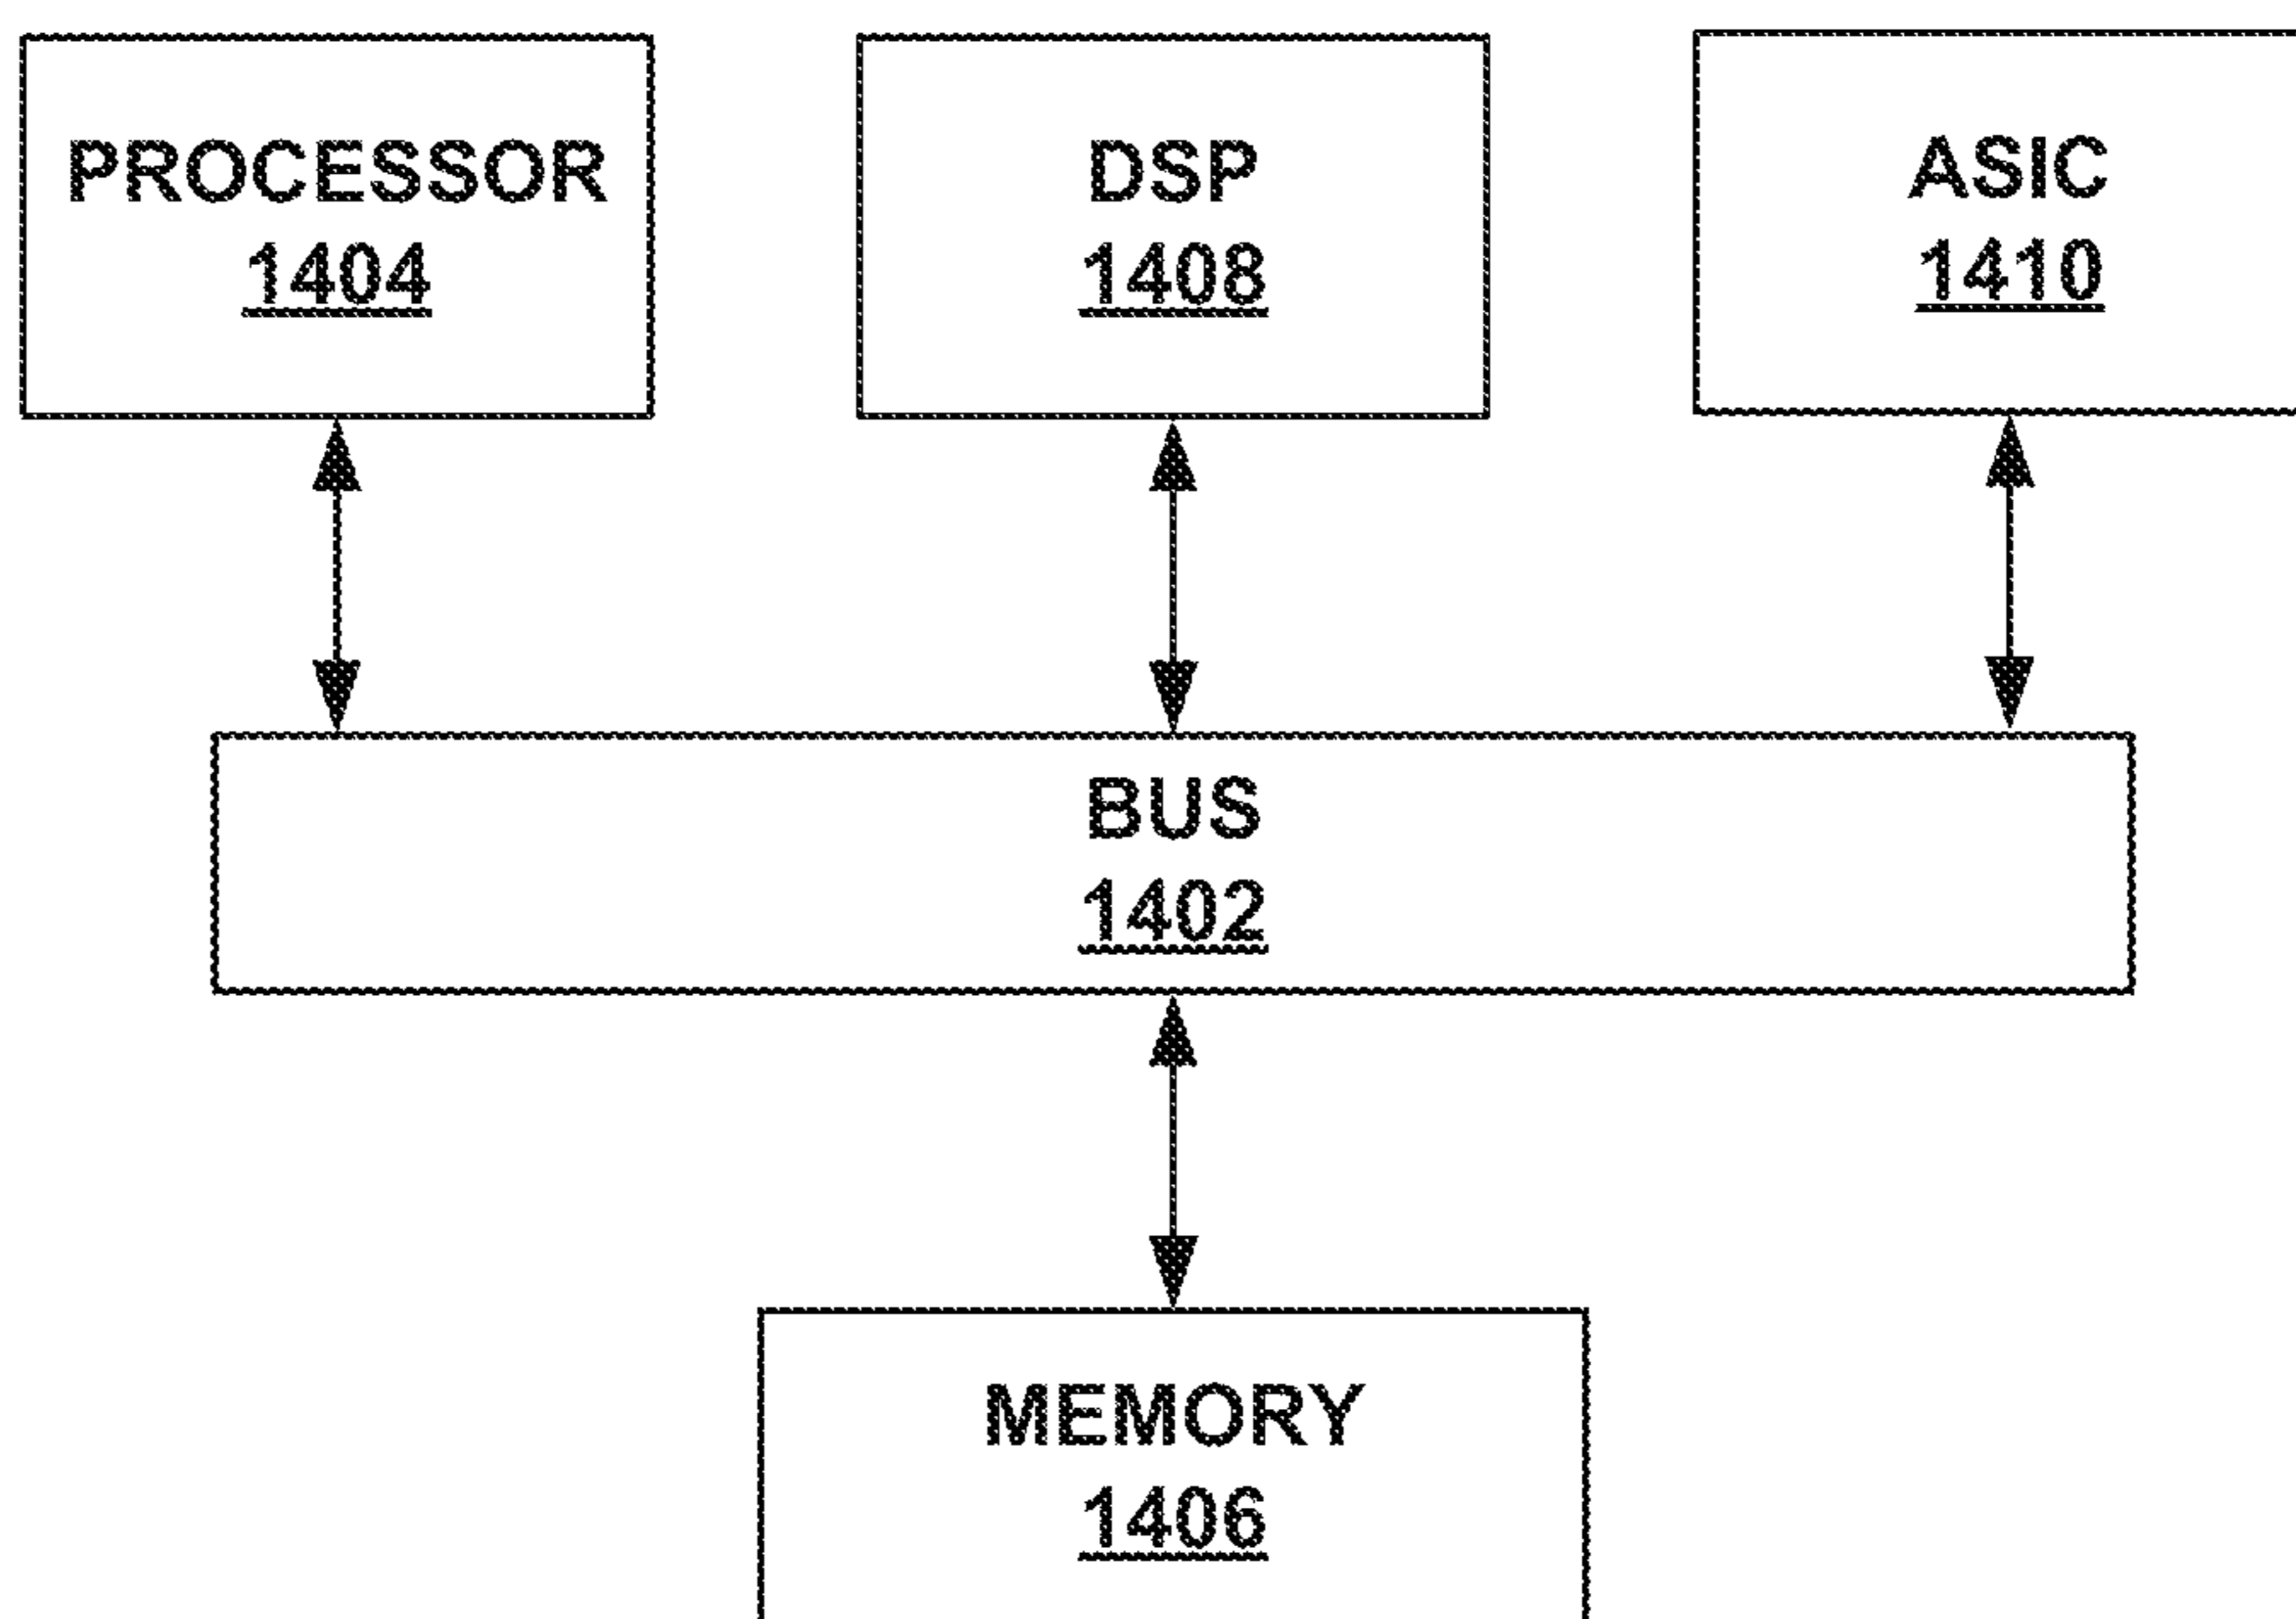 PROCESSOR
1404
DSP
1408
ASIC
1410
BUS
1402
MEMORY
1406